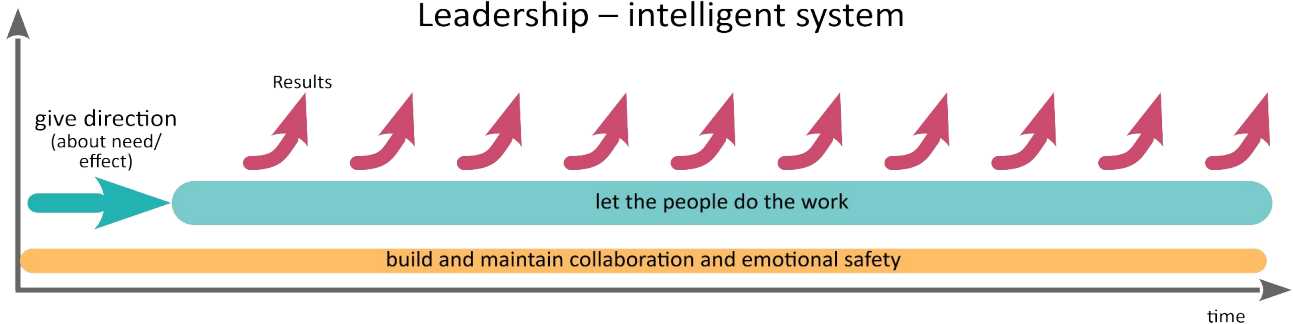 Leadership – intelligent system
Results
give direction
(about need/
effect)
let the people do the work
build and maintain collaboration and emotional safety
time